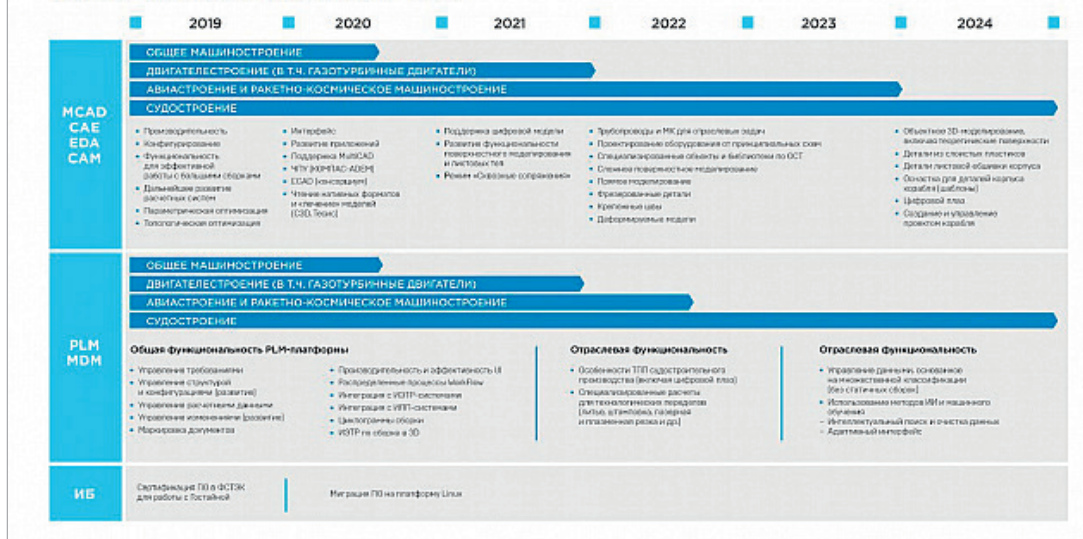 2019 2020 2021 2022 2023 2024
MCAD
CAE
EDA
CAM
ОБЩЕЕ МАШИНОСТРОЕНИЕ
ДВИГАТЕЛЕСТРОЕНИЕ (В Т.Ч. ГАЗОТУРБИННЫЕ ДВИГАТЕЛИ)
АВИАСТРОЕНИЕ И РАКЕТНО-КОСМИЧЕСКОЕ МАШИНОСТРОЕНИЕ
СУДОСТРОЕНИЕ
• Производительность
• Конфигурирование
• Функциональность
для эффективной
работы с большими сборками
• Дальнейшее развитие
расчетных систем
• Параметрическая оптимизация
• Топологическая оптимизация
• Интерфейс
• Развитие приложений
• Поддержка MultiCAD
• ЧПУ (КОМПАС-ADEM)
• ECAD (консорциум)
• Чтение нативных форматов
и «лечение» моделей
(C3D, Тесис)
• Поддержка цифровой модели
• Развитие функциональности
поверхностного моделирования
и листовых тел
• Режим «Сквозные сопряжения»
• Трубопроводы и МК для отраслевых задач
• Проектирование оборудования от принципиальных схем
• Специализированные объекты и библиотеки по ОСТ
• Сложное поверхностное моделирование
• Прямое моделирование
• Фрезерованные детали
• Крепежные швы
• Деформируемые модели
• Объектное 3D-моделирование,
включая теоретические поверхности
• Детали из слоистых пластиков
• Детали листовой обшивки корпуса
• Оснастка для деталей корпуса
корабля (шаблоны)
• Цифровой плаз
• Создание и управление
проектом корабля
PLM
MDM
ОБЩЕЕ МАШИНОСТРОЕНИЕ
ДВИГАТЕЛЕСТРОЕНИЕ (В Т.Ч. ГАЗОТУРБИННЫЕ ДВИГАТЕЛИ)
АВИАСТРОЕНИЕ И РАКЕТНО-КОСМИЧЕСКОЕ МАШИНОСТРОЕНИЕ
СУДОСТРОЕНИЕ
Общая функциональность PLM-платформы
• Управление требованиями
• Управление структурой
и конфигурациями (развитие)
• Управление расчетными данными
• Управление изменениями (развитие)
• Маркировка документов
• Производительность и эффективность UI
• Распределенные процессы Workflow
• Интеграция с ИЭТР-системами
• Интеграция с ИЛП-системами
• Циклограммы сборки
• ИЭТР по сборке в 3D
Отраслевая функциональность
• Особенности ТПП судостроительного
производства (включая цифровой плаз)
• Специализированные расчеты
для технологических переделов
(литье, штамповка, лазерная
и плазменная резка и др.)
Отраслевая функциональность
• Управление данными, основанное
на множественной классификации
(без статичных сборок)
• Использование методов ИИ и машинного
обучения
– Интеллектуальный поиск и очистка данных
– Адаптивный интерфейс
ИБ
Сертификация ПО в ФСТЭК
для работы с Гостайной
Миграция ПО на платформу Linux